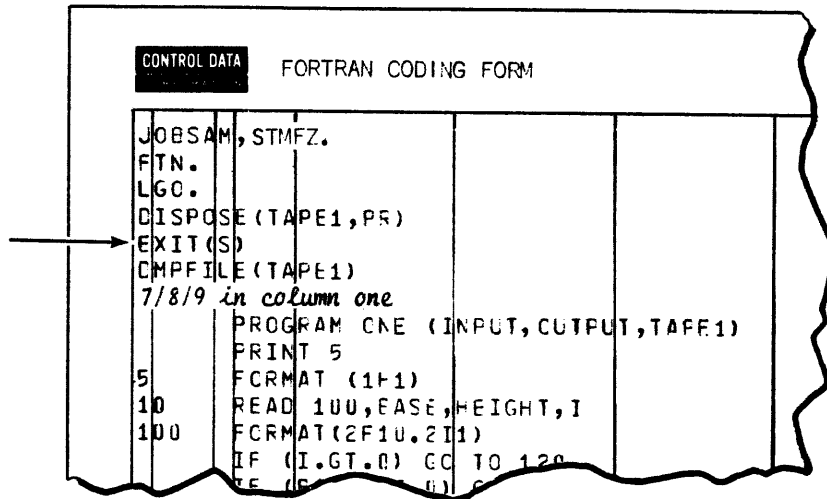 CONTROL DATA
FORTRAN CODING FORM
JOBSAM,STMFZ.
FTN.
LGO.
DISPOSE(TAPE1,PR)
EXIT(S)
DMPFILE(TAPE1)
7/8/9 in column one
PROGRAM ONE (INPUT,OUTPUT,TAPE1)
PRINT 5
5 FORMAT (1H1)
10 READ 100,BASE,HEIGHT,I
100 FORMAT(2F10.2I1)
IF (I.GT.0) GO TO 120
IF